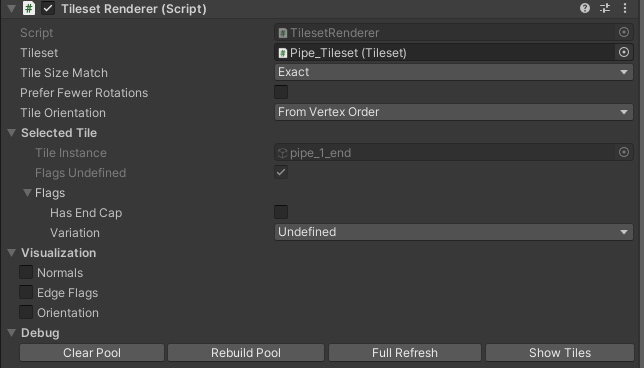 Tileset Renderer (Script)
Script TilesetRenderer
Tileset Pipe_Tileset (Tileset)
Tile Size Match Exact
Prefer Fewer Rotations
Tile Orientation From Vertex Order
Selected Tile
Tile Instance pipe_1_end
Flags Undefined
Flags
Has End Cap
Variation Undefined
Visualization
Normals
Edge Flags
Orientation
Debug
Clear Pool Rebuild Pool Full Refresh Show Tiles